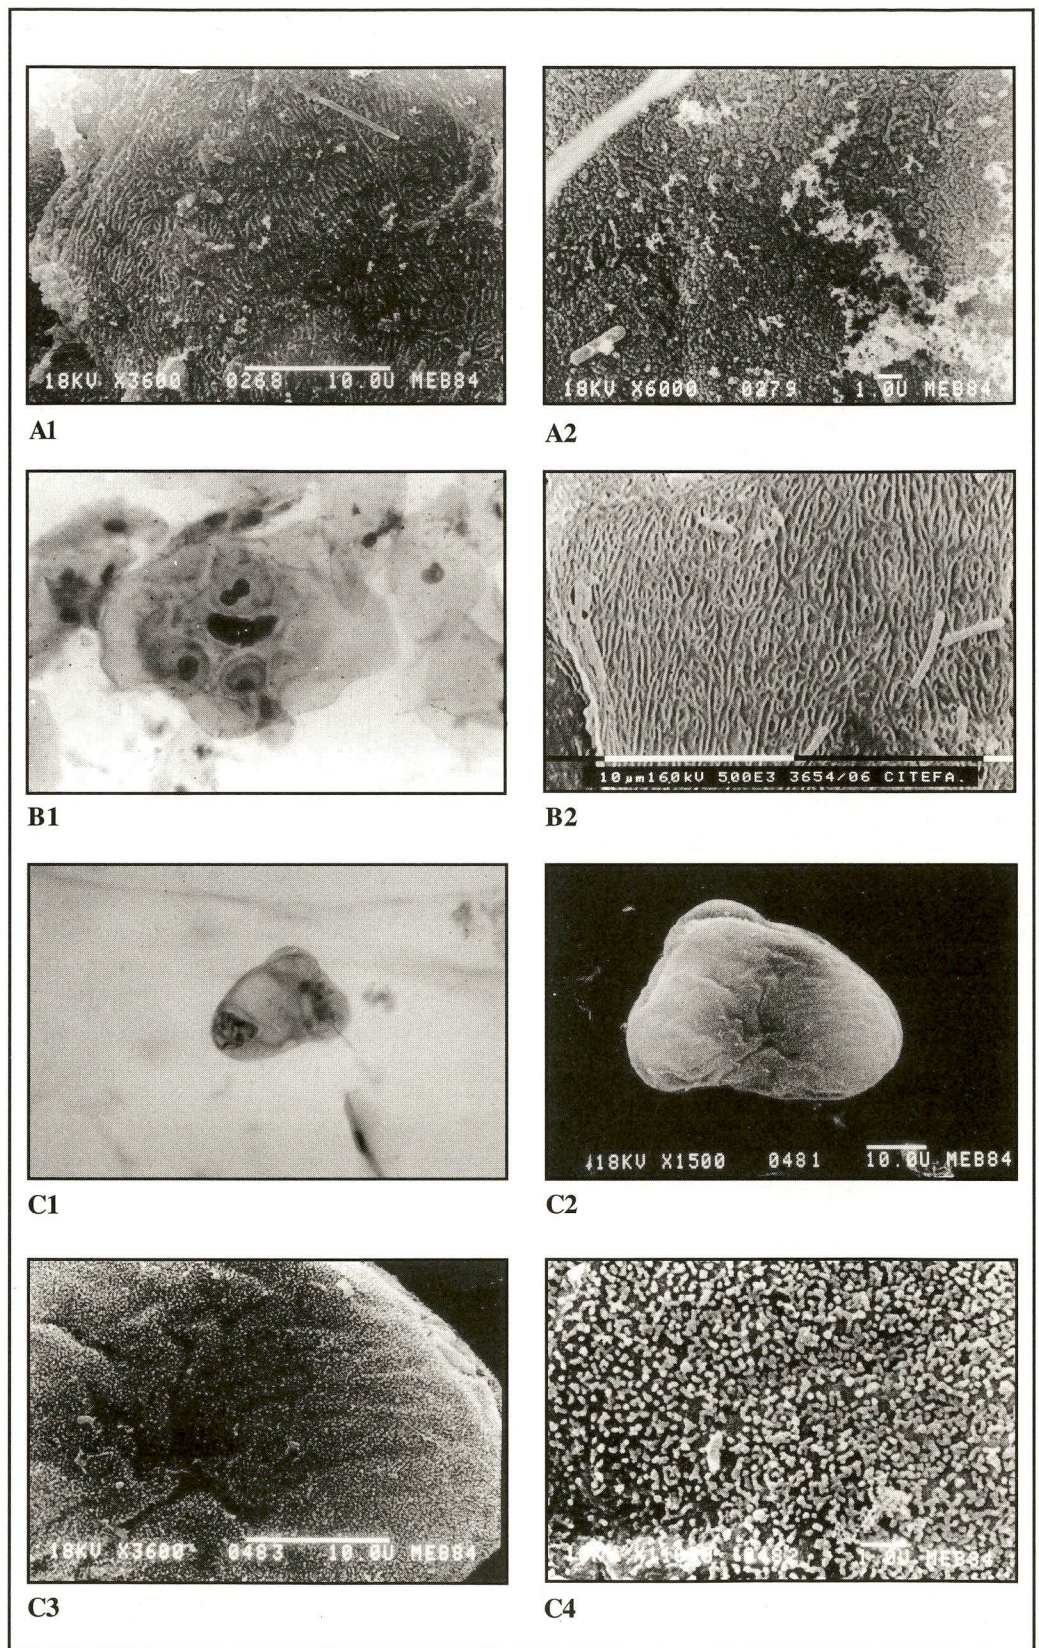 18KV X3600 0268 10.0U MEB84
A1
18KV X6000 0279 1.0U MEB84
A2
B1
10µm160kV 500E3 3654/06 CITEFA.
B2
C1
18KV X1500 0481 10.0U MEB84
C2
18KV X3600 0483 10.0U MEB84
C3
MEB84
C4